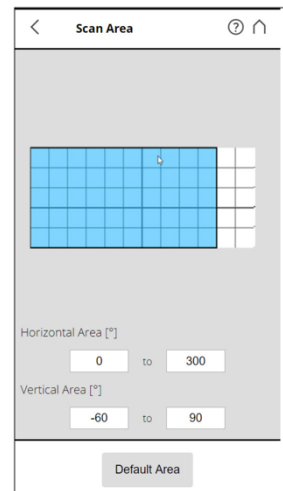 Scan Area
Horizontal Area [°]
0 to 300
Vertical Area [°]
-60 to 90
Default Area